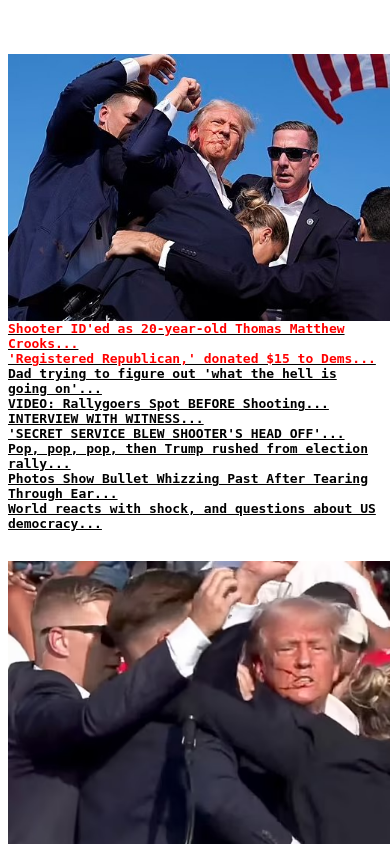 Shooter ID'ed as 20-year-old Thomas Matthew
Crooks...
'Registered Republican,' donated $15 to Dems...
Dad trying to figure out 'what the hell is
going on'...
VIDEO: Rallygoers Spot BEFORE Shooting...
INTERVIEW WITH WITNESS...
'SECRET SERVICE BLEW SHOOTER'S HEAD OFF'...
Pop, pop, pop, then Trump rushed from election
rally...
Photos Show Bullet Whizzing Past After Tearing
Through Ear...
World reacts with shock, and questions about US
democracy...